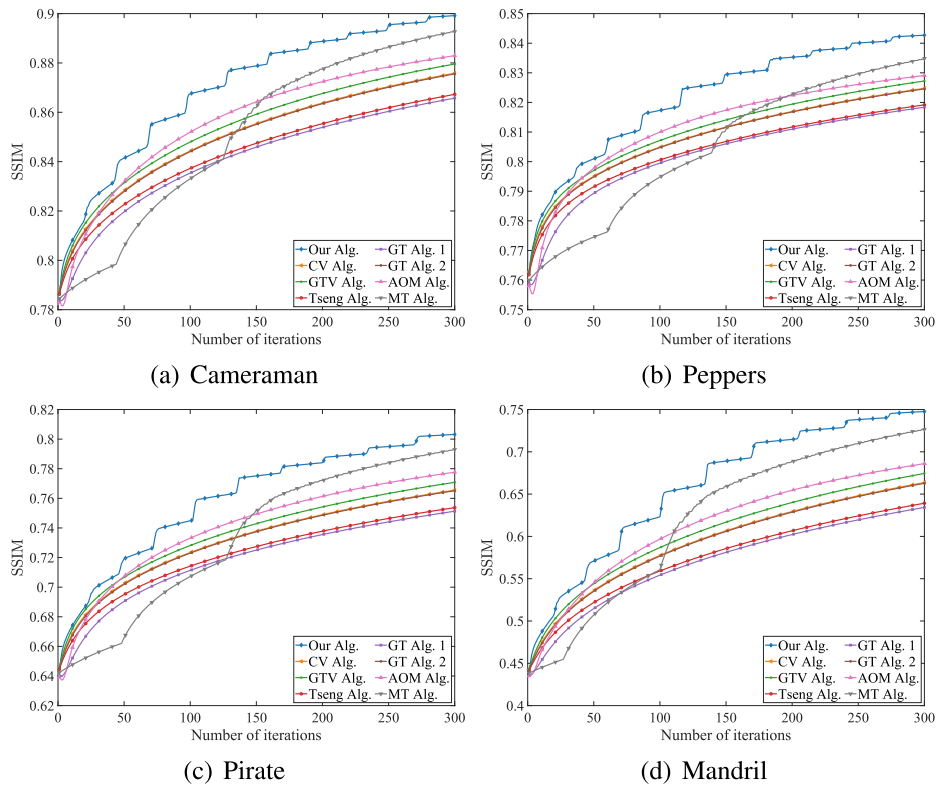 0.9
0.88
0.86
0.84
0.82
0.8
0.78
SSIM
0 50 100 150 200 250 300
Number of iterations
Our Alg. GT Alg. 1
CV Alg. GT Alg. 2
GTV Alg. AOM Alg.
Tseng Alg. MT Alg.
(a) Cameraman
0.85
0.84
0.83
0.82
0.81
0.8
0.79
0.78
0.77
0.76
0.75
SSIM
0 50 100 150 200 250 300
Number of iterations
Our Alg. GT Alg. 1
CV Alg. GT Alg. 2
GTV Alg. AOM Alg.
Tseng Alg. MT Alg.
(b) Peppers
0.82
0.8
0.78
0.76
0.74
0.72
0.7
0.68
0.66
0.64
0.62
SSIM
0 50 100 150 200 250 300
Number of iterations
Our Alg. GT Alg. 1
CV Alg. GT Alg. 2
GTV Alg. AOM Alg.
Tseng Alg. MT Alg.
(c) Pirate
0.75
0.7
0.65
0.6
0.55
0.5
0.45
0.4
SSIM
0 50 100 150 200 250 300
Number of iterations
Our Alg. GT Alg. 1
CV Alg. GT Alg. 2
GTV Alg. AOM Alg.
Tseng Alg. MT Alg.
(d) Mandril